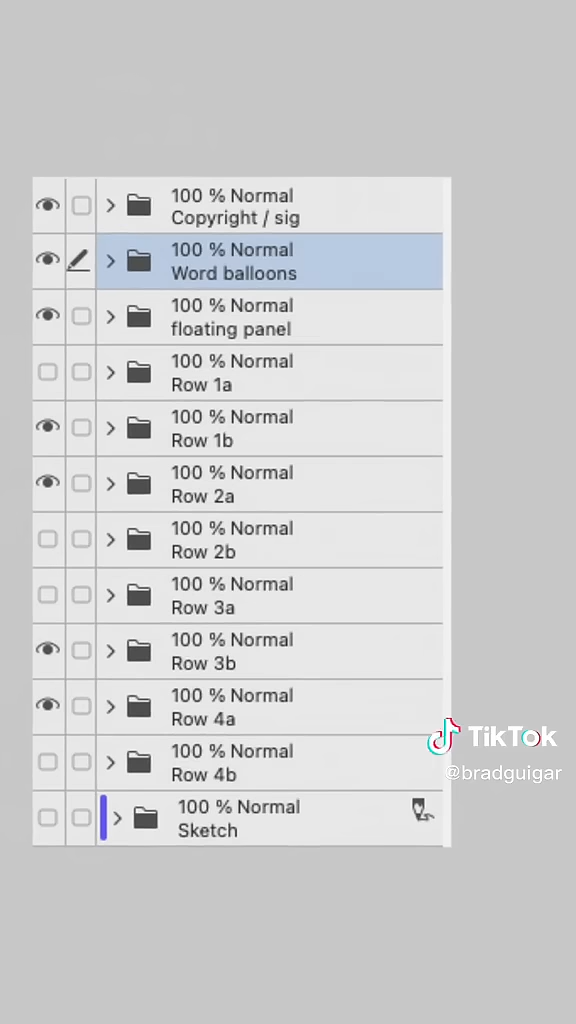 100 % Normal
Copyright / sig
100 % Normal
Word balloons
100 % Normal
floating panel
100 % Normal
Row 1a
100 % Normal
Row 1b
100 % Normal
Row 2a
100 % Normal
Row 2b
100 % Normal
Row 3a
100 % Normal
Row 3b
100 % Normal
Row 4a
100 % Normal
Row 4b
100 % Normal
Sketch
TikTok
@bradguigar